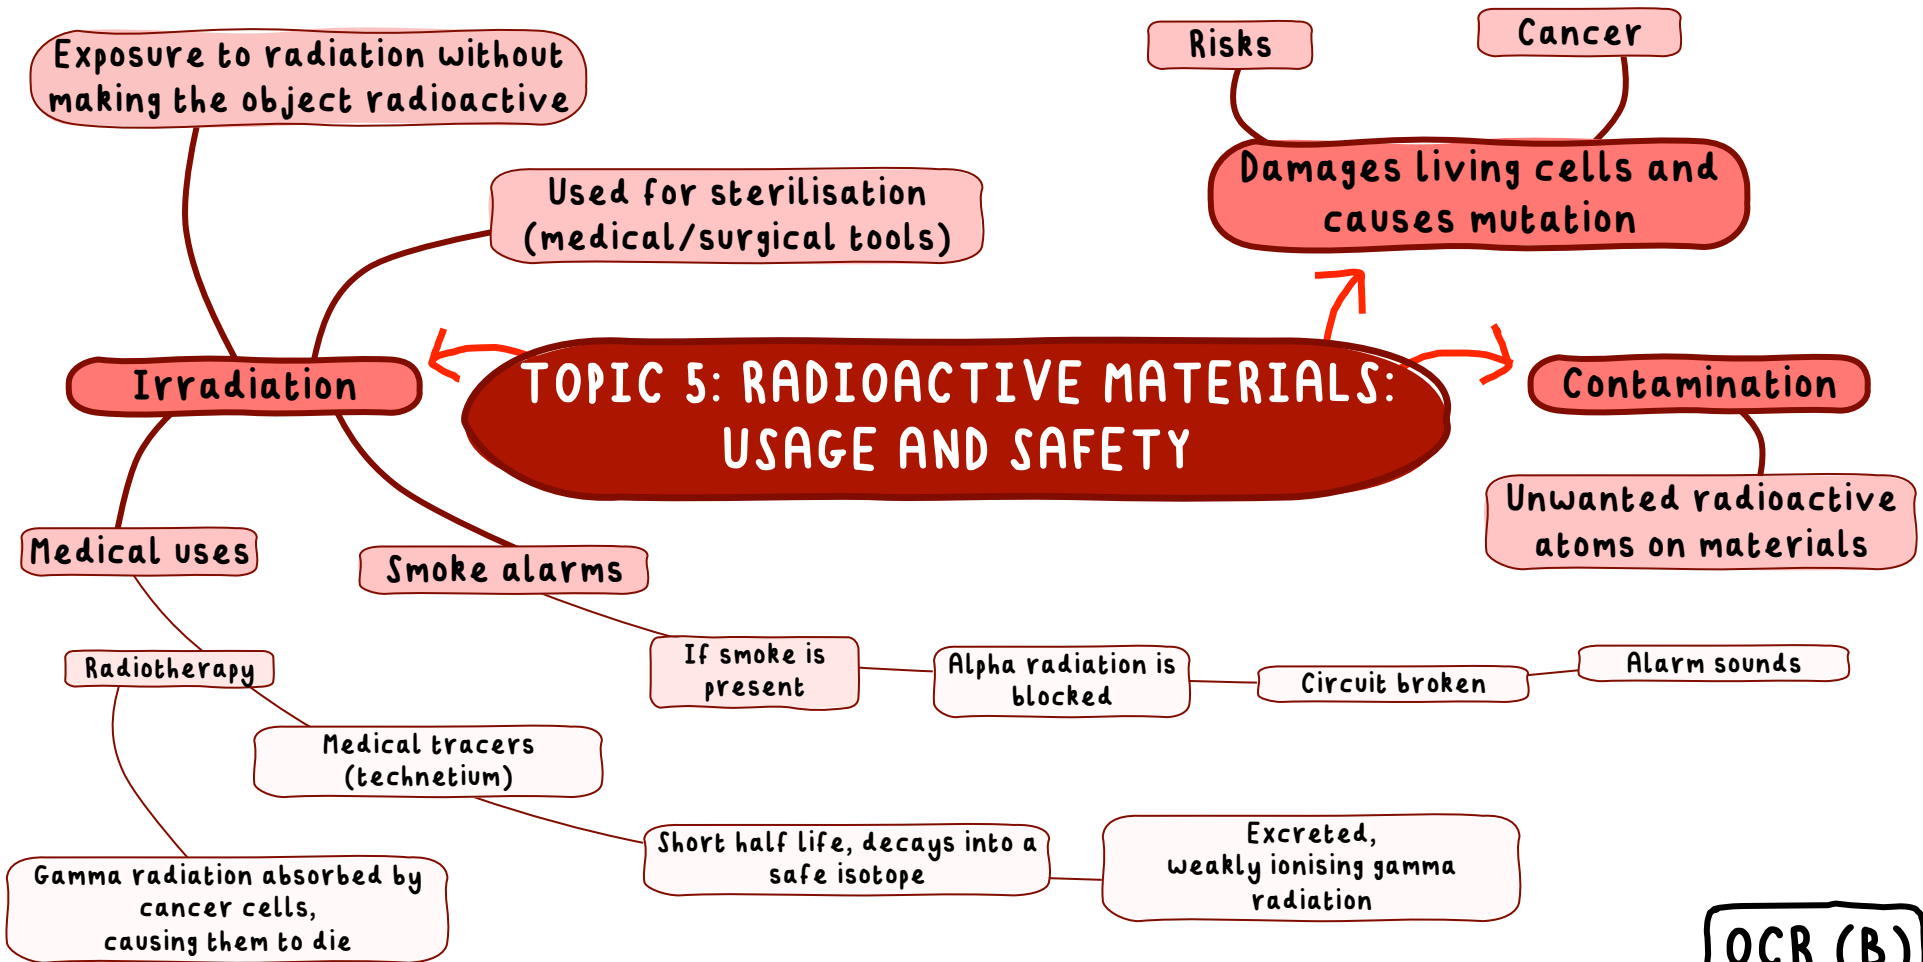 Exposure to radiation without
making the object radioactive
Used for sterilisation
(medical/surgical tools)
Risks
Cancer
Damages living cells and
causes mutation
Irradiation
TOPIC 5: RADIOACTIVE MATERIALS:
USAGE AND SAFETY
Contamination
Unwanted radioactive
atoms on materials
Medical uses
Smoke alarms
If smoke is
present
Alpha radiation is
blocked
Circuit broken
Alarm sounds
Radiotherapy
Medical tracers
(technetium)
Short half life, decays into a
safe isotope
Excreted,
weakly ionising gamma
radiation
Gamma radiation absorbed by
cancer cells,
causing them to die
OCR (B)